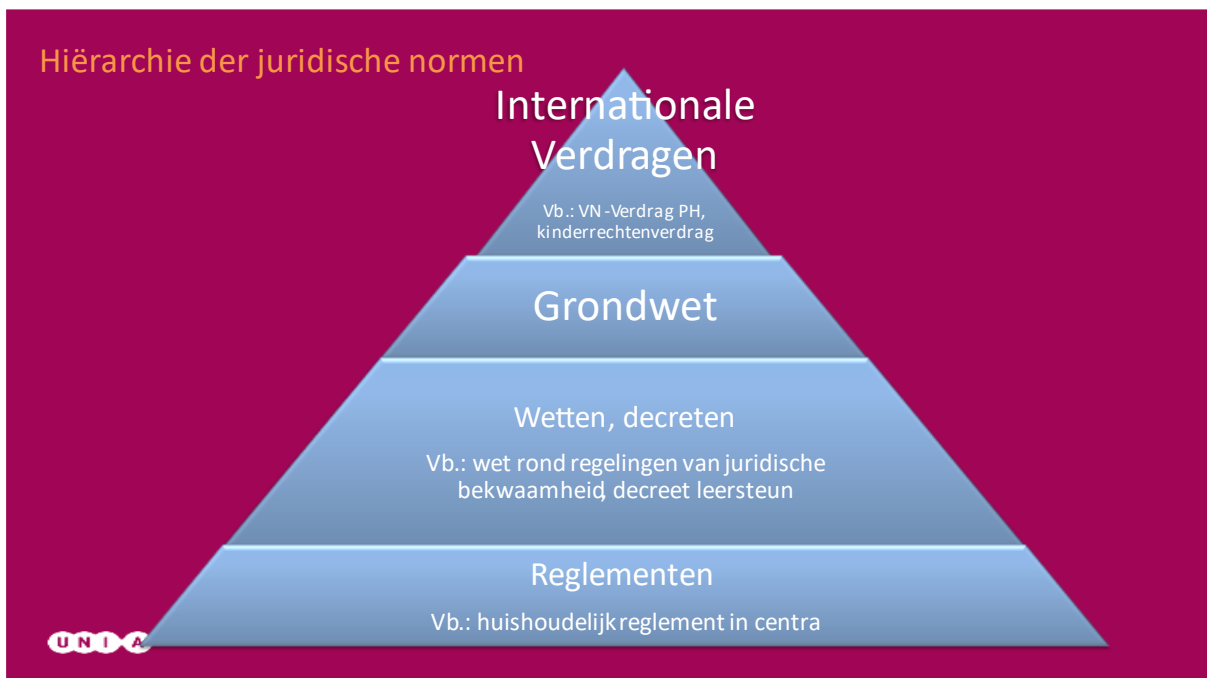 Hiërarchie der juridische normen
Internationale
Verdragen
Vb.: VN-Verdrag PH,
kinderrechtenverdrag
Grondwet
Wetten, decreten
Vb.: wet rond regelingen van juridische
bekwaamheid, decreet leersteun
Reglementen
Vb.: huishoudelijk reglement in centra
UNIA